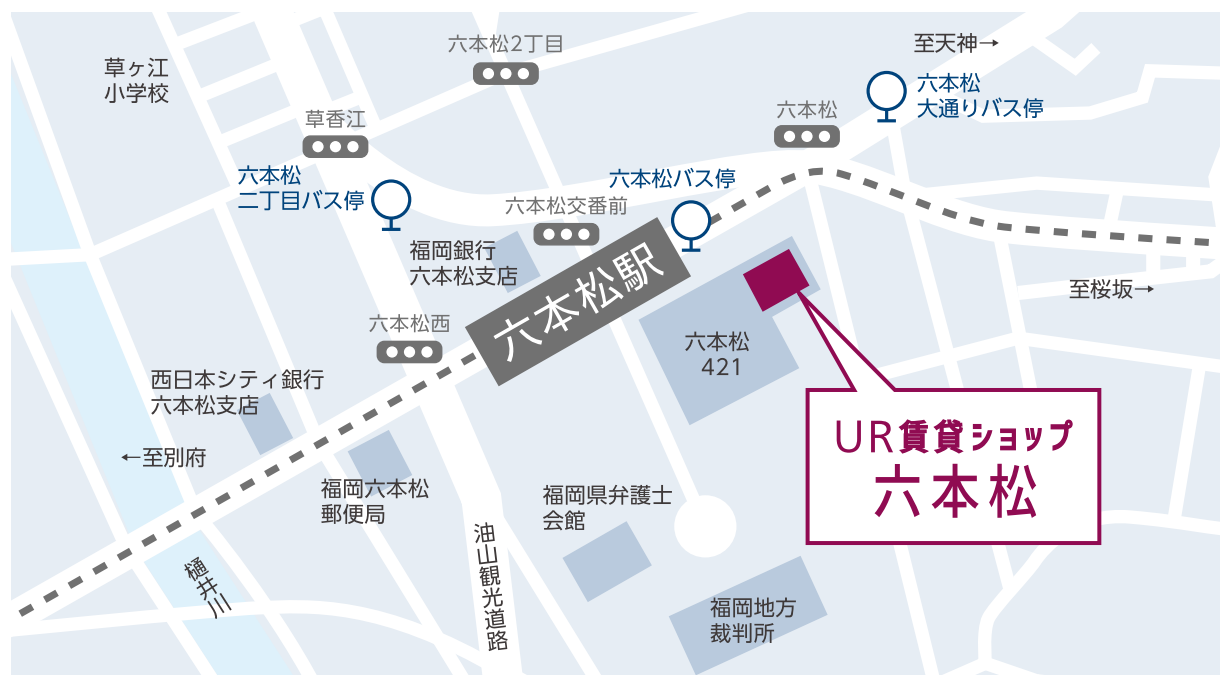 六本松2丁目
至天神→
草ヶ江
小学校
六本松
大通りバス停
六本松
草香江
六本松
二丁目バス停
六本松バス停
六本松交番前
福岡銀行
六本松支店
六本松駅
至桜坂→
六本松西
六本松
421
西日本シティ銀行
六本松支店
UR賃貸ショップ
六本松
←至別府
福岡六本松
郵便局
福岡県弁護士
会館
油山観光道路
樋井川
福岡地方
裁判所